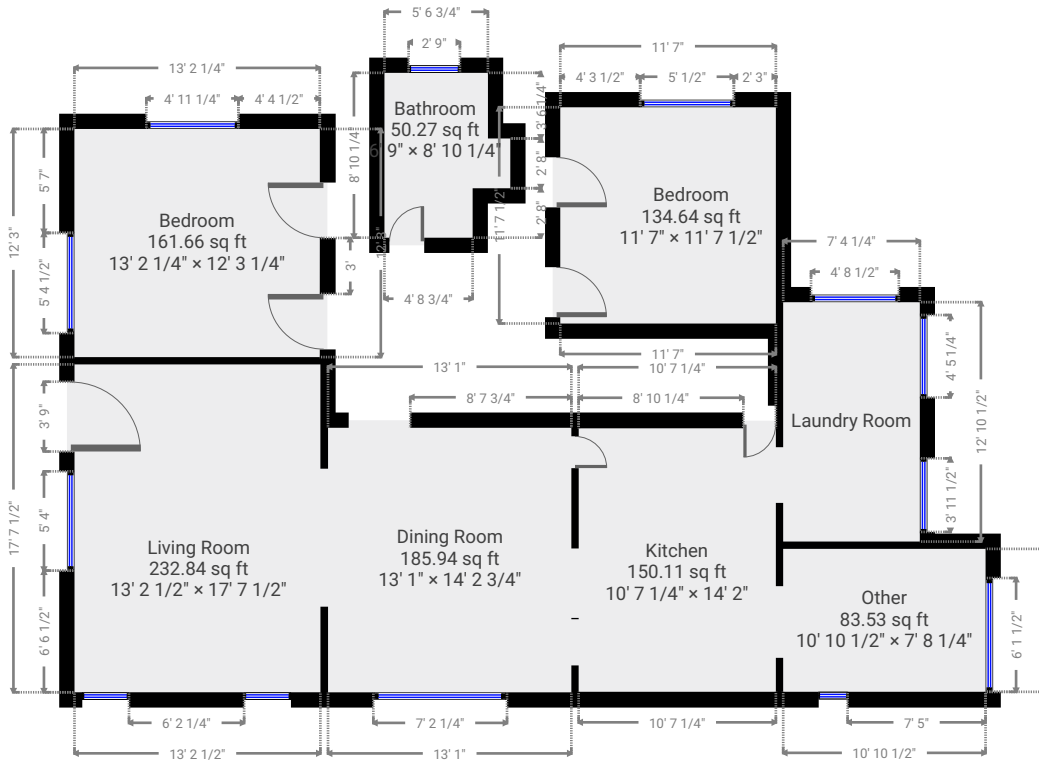 5' 6 3/4"
2' 9"
11' 7"
13' 2 1/4"
4' 3 1/2"
5' 1/2"
2' 3"
4' 11 1/4"
4' 4 1/2"
Bathroom
50.27 sq ft
6' 9" × 8' 10 1/4"
3' 6 1/4"
8' 10 1/4
2' 8"
2' 8"
11' 7 1/2"
5' 7"
12' 3"
5' 4 1/2"
Bedroom
161.66 sq ft
13' 2 1/4" × 12' 3 1/4"
3'
Bedroom
134.64 sq ft
11' 7" × 11' 7 1/2"
7' 4 1/4"
4' 8 1/2"
4' 8 3/4"
11' 7"
13' 1"
10' 7 1/4"
8' 7 3/4"
8' 10 1/4"
4' 5 1/4"
12' 10 1/2"
3' 11 1/2"
Laundry Room
3' 9"
17' 7 1/2"
5' 4"
6' 6 1/2"
Living Room
232.84 sq ft
13' 2 1/2" × 17' 7 1/2"
Dining Room
185.94 sq ft
13' 1" × 14' 2 3/4"
Kitchen
150.11 sq ft
10' 7 1/4" × 14' 2"
Other
83.53 sq ft
10' 10 1/2" × 7' 8 1/4"
6' 1 1/2"
6' 2 1/4"
7' 2 1/4"
10' 7 1/4"
7' 5"
13' 2 1/2"
13' 1"
10' 10 1/2"